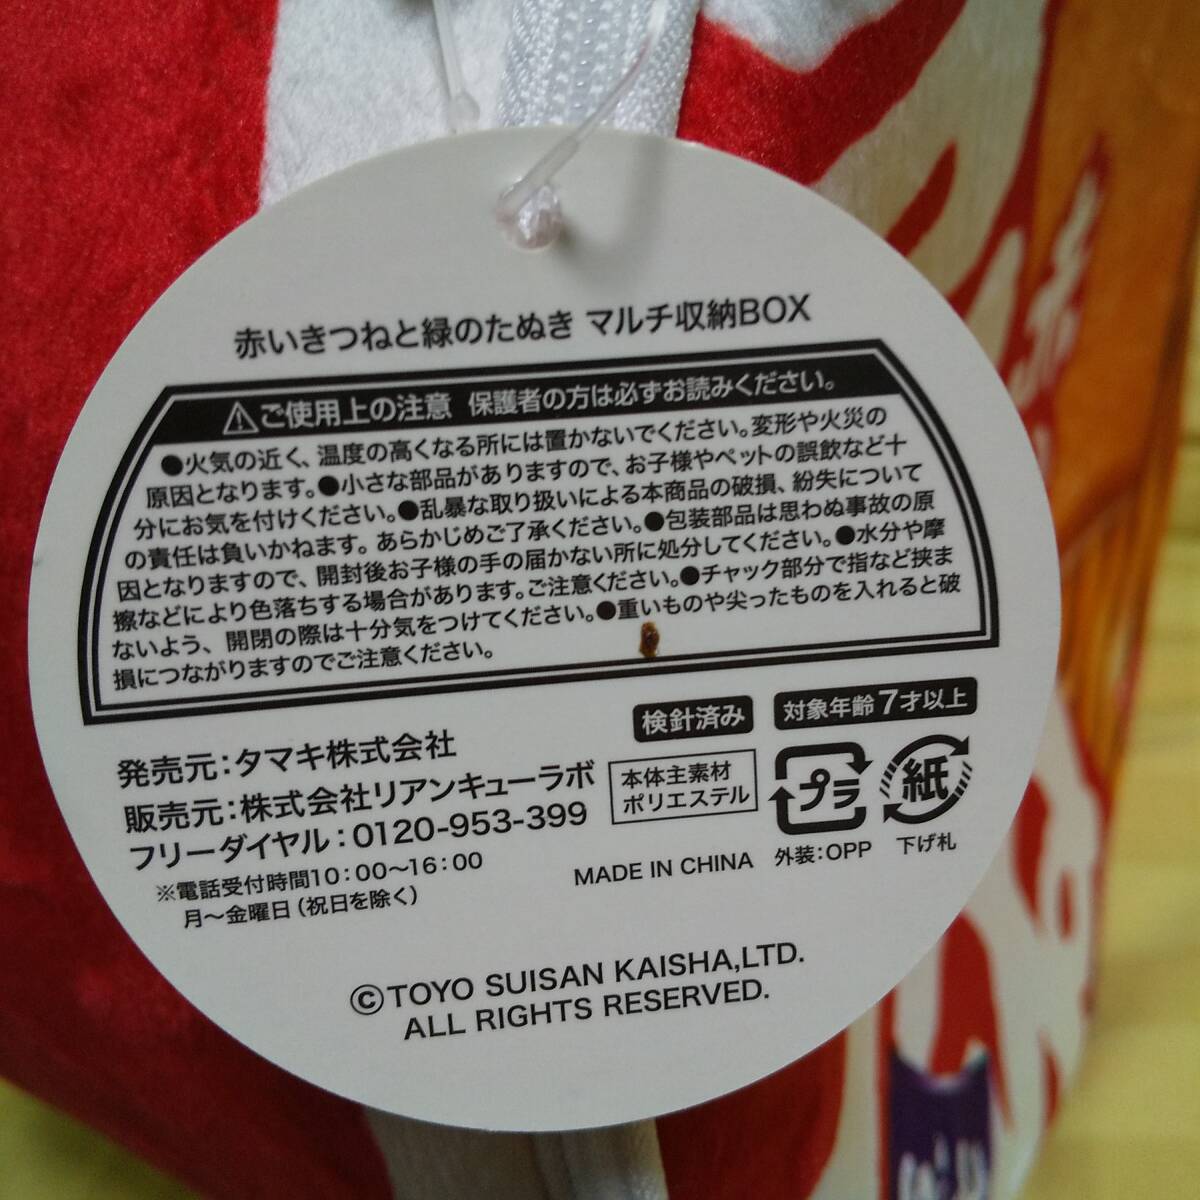 赤いきつねと緑のたぬき マルチ収納BOX
⚠ご使用上の注意 保護者の方は必ずお読みください。
●火気の近く、温度の高くなる所には置かないでください。変形や火災の
原因となります。●小さな部品がありますので、お子様やペットの誤飲など十
分にお気を付けください。●乱暴な取り扱いによる本商品の破損、紛失について
の責任は負いかねます。あらかじめご了承ください。●包装部品は思わぬ事故の原
因となりますので、開封後お子様の手の届かない所に処分してください。●水分や摩
擦などにより色落ちする場合があります。ご注意ください。●チャック部分で指など挟ま
ないよう、開閉の際は十分気をつけてください。●重いものや尖ったものを入れると破
損につながりますのでご注意ください。
検針済み
対象年齢7才以上
発売元:タマキ株式会社
販売元:株式会社リアンキューラボ
フリーダイヤル:0120-953-399
※電話受付時間10:00〜16:00
月〜金曜日(祝日を除く)
本体主素材
ポリエステル
プラ
紙
外装:OPP
下げ札
MADE IN CHINA
©TOYO SUISAN KAISHA,LTD.
ALL RIGHTS RESERVED.